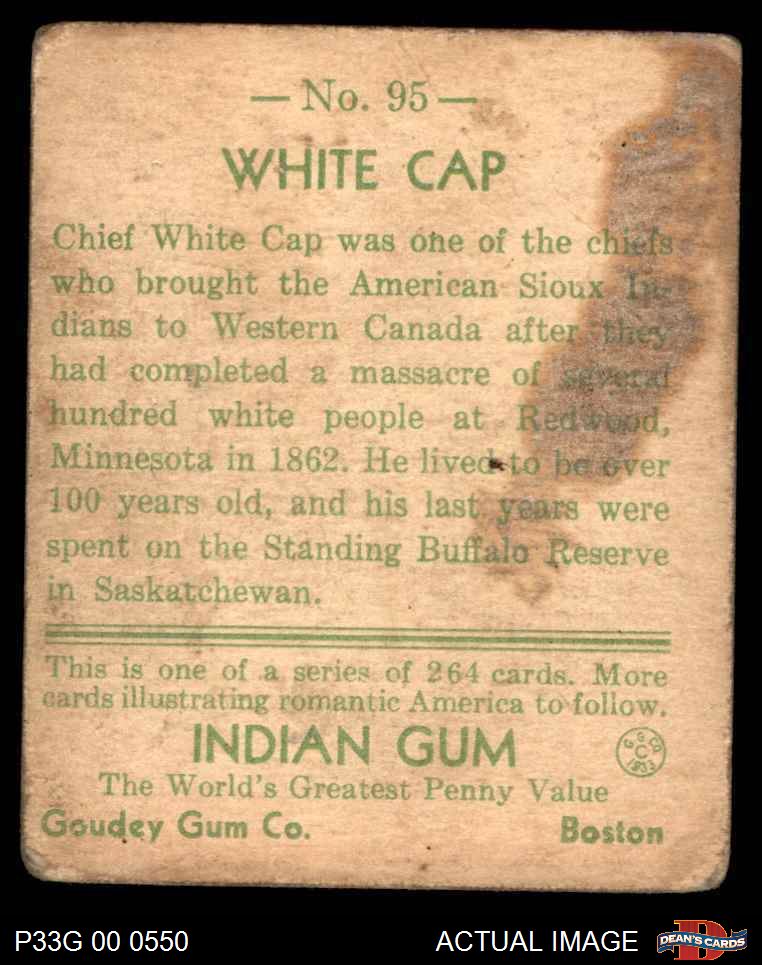 — No. 95 —
WHITE CAP
Chief White Cap was one of the chiefs
who brought the American Sioux In-
dians to Western Canada after they
had completed a massacre of several
hundred white people at Redwood,
Minnesota in 1862. He lived to be over
100 years old, and his last years were
spent on the Standing Buffalo Reserve
in Saskatchewan.
This is one of a series of 264 cards. More
cards illustrating romantic America to follow.
INDIAN GUM
G. G. CO.
C
1933
The World's Greatest Penny Value
Goudey Gum Co. Boston
P33G 00 0550 ACTUAL IMAGE DEAN'S CARDS